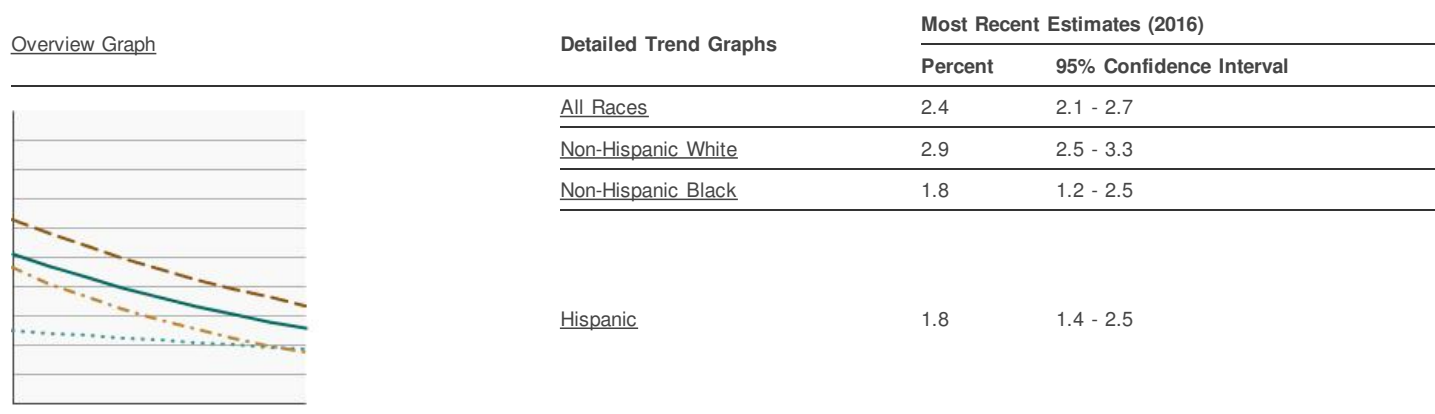 Overview Graph
Detailed Trend Graphs
Most Recent Estimates (2016)
Percent 95% Confidence Interval
All Races 2.4 2.1 - 2.7
Non-Hispanic White 2.9 2.5 - 3.3
Non-Hispanic Black 1.8 1.2 - 2.5
Hispanic 1.8 1.4 - 2.5